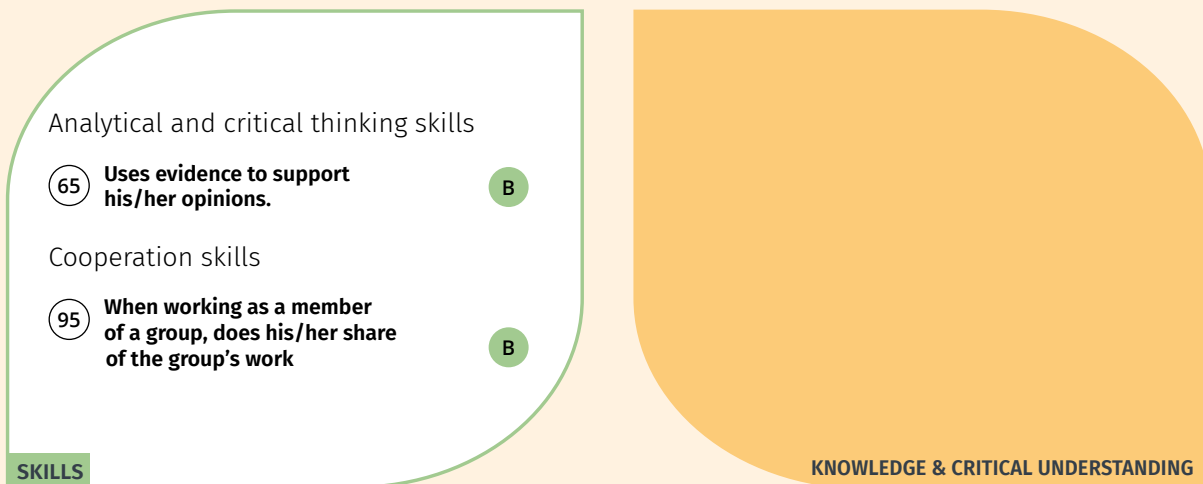 Analytical and critical thinking skills
65 Uses evidence to support
his/her opinions.
B
Cooperation skills
95 When working as a member
of a group, does his/her share
of the group's work
B
SKILLS
KNOWLEDGE & CRITICAL UNDERSTANDING